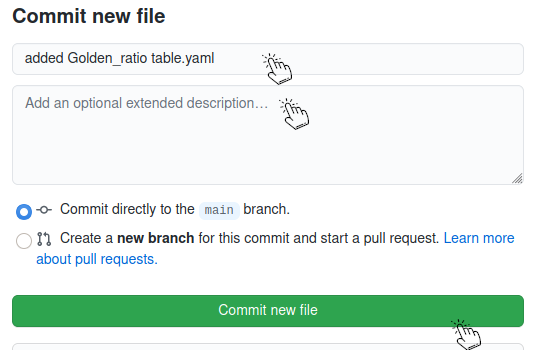 Commit new file
added Golden_ratio table.yaml
Add an optional extended description…
Commit directly to the main branch.
Create a new branch for this commit and start a pull request. Learn more
about pull requests.
Commit new file